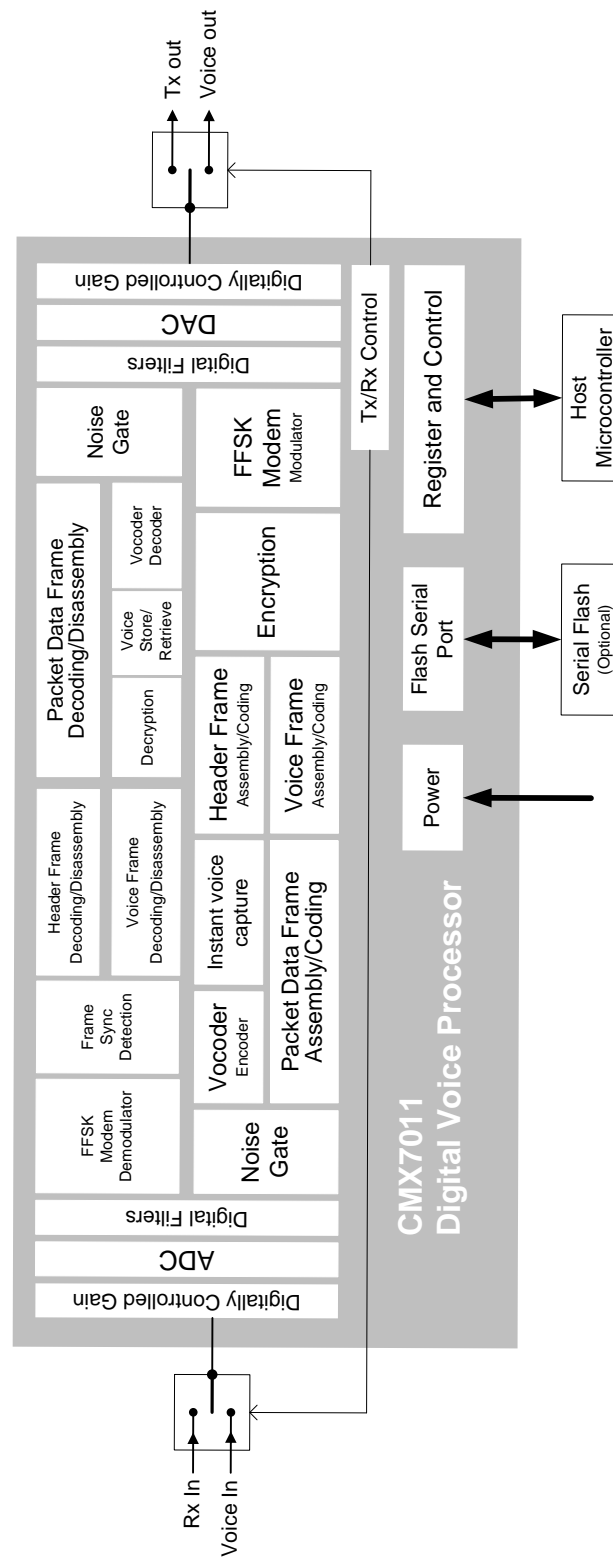 Rx In
Voice In
Digitally Controlled Gain
ADC
Digital Filters
FFSK
Modem
Demodulator
Frame
Sync
Detection
Header Frame
Decoding/Disassembly
Voice Frame
Decoding/Disassembly
Packet Data Frame
Decoding/Disassembly
Decryption
Voice
Store/
Retrieve
Vocoder
Decoder
Noise
Gate
Noise
Gate
Vocoder
Encoder
Instant voice
capture
Packet Data Frame
Assembly/Coding
Header Frame
Assembly/Coding
Voice Frame
Assembly/Coding
Encryption
FFSK
Modem
Modulator
Digital Filters
DAC
Digitally Controlled Gain
Tx out
Voice out
Tx/Rx Control
CMX7011
Digital Voice Processor
Power
Flash Serial
Port
Register and Control
Serial Flash
(Optional)
Host
Microcontroller